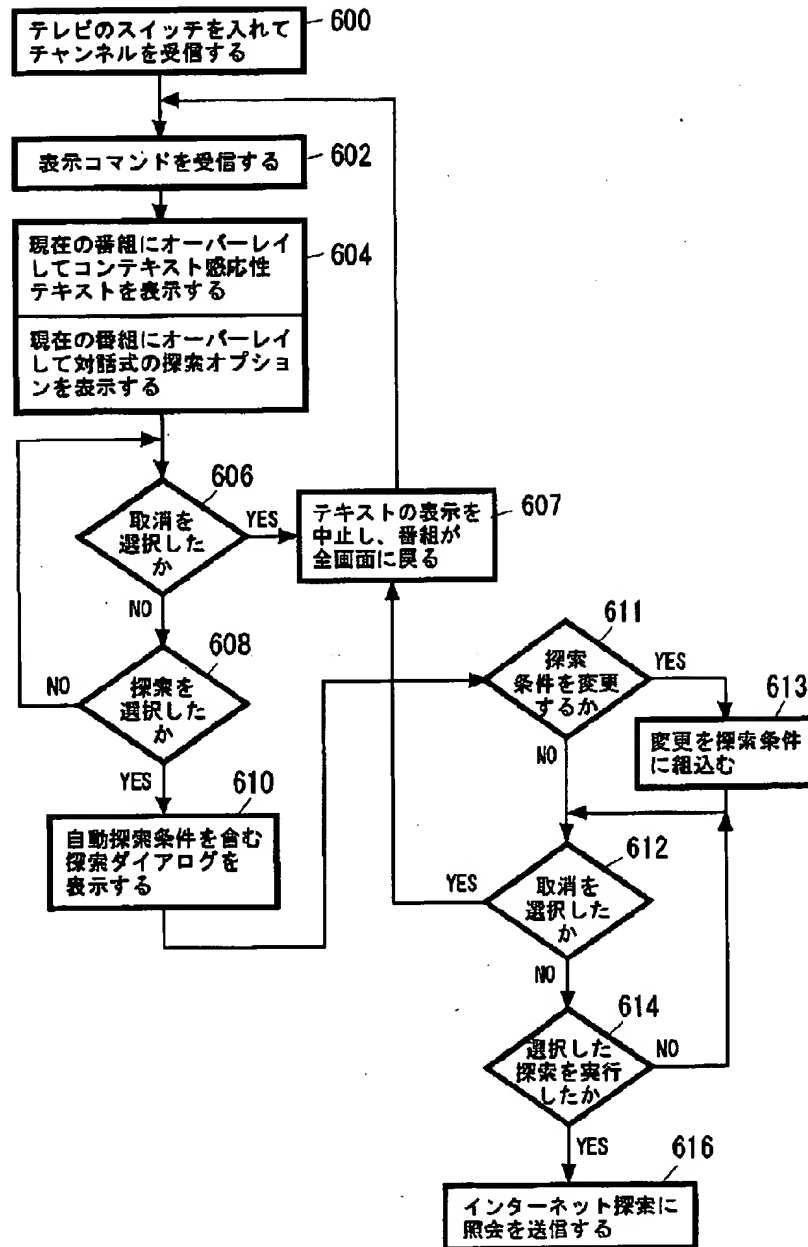 テレビのスイッチを入れて
チャンネルを受信する
600
表示コマンドを受信する
602
現在の番組にオーバーレイ
してコンテキスト感応性
テキストを表示する
604
現在の番組にオーバーレイ
して対話式の探索オプショ
ンを表示する
606
取消を
選択した
か
YES
NO
テキストの表示を
中止し、番組が
全画面に戻る
607
608
探索を
選択した
か
NO
YES
610
自動探索条件を含む
探索ダイアログを
表示する
611
探索
条件を変更
するか
YES
NO
613
変更を探索条件
に組込む
612
取消を
選択した
か
YES
NO
614
選択した
探索を実行
したか
NO
YES
616
インターネット探索に
照会を送信する